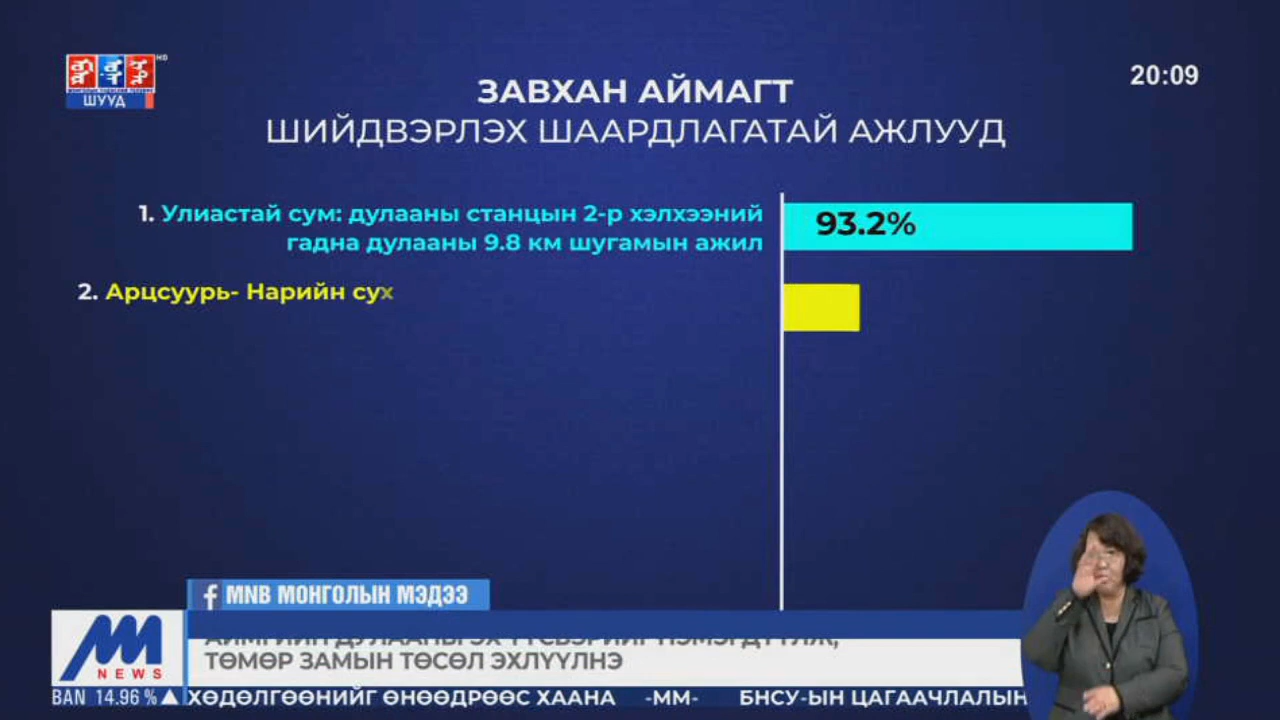 ШУУД
20:09
ЗАВХАН АЙМАГТ
ШИЙДВЭРЛЭХ ШААРДЛАГАТАЙ АЖЛУУД
1. Улиастай сум: дулааны станцын 2-р хэлхээний
гадна дулааны 9.8 км шугамын ажил
93.2%
2. Арцсуурь- Нарийн сух
f MNB МОНГОЛЫН МЭДЭЭ
NEWS
ТӨМӨР ЗАМЫН ТӨСӨЛ ЭХЛҮҮЛНЭ
BAN 14.96 % ▲ ХӨДӨЛГӨӨНИЙГ ӨНӨӨДРӨӨС ХААНА -ММ- БНСУ-ЫН ЦАГААЧЛАЛЫН